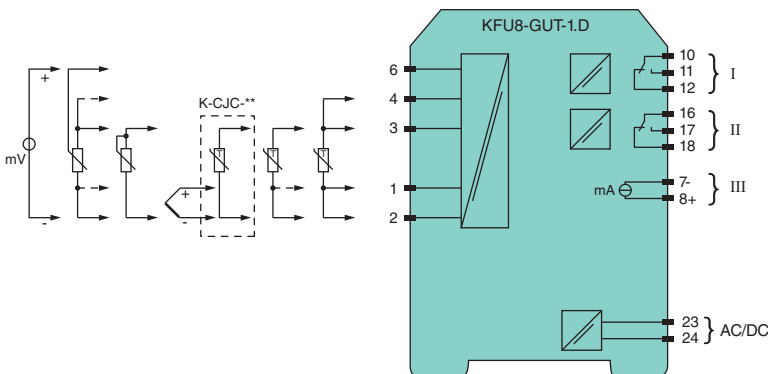 KFU8-GUT-1.D
10
6
11
I
12
+
4
K-CJC-**
16
3
17
II
18
mV
T
T
T
7-
1
mA
III
+
8+
2
-
-
23
AC/DC
24